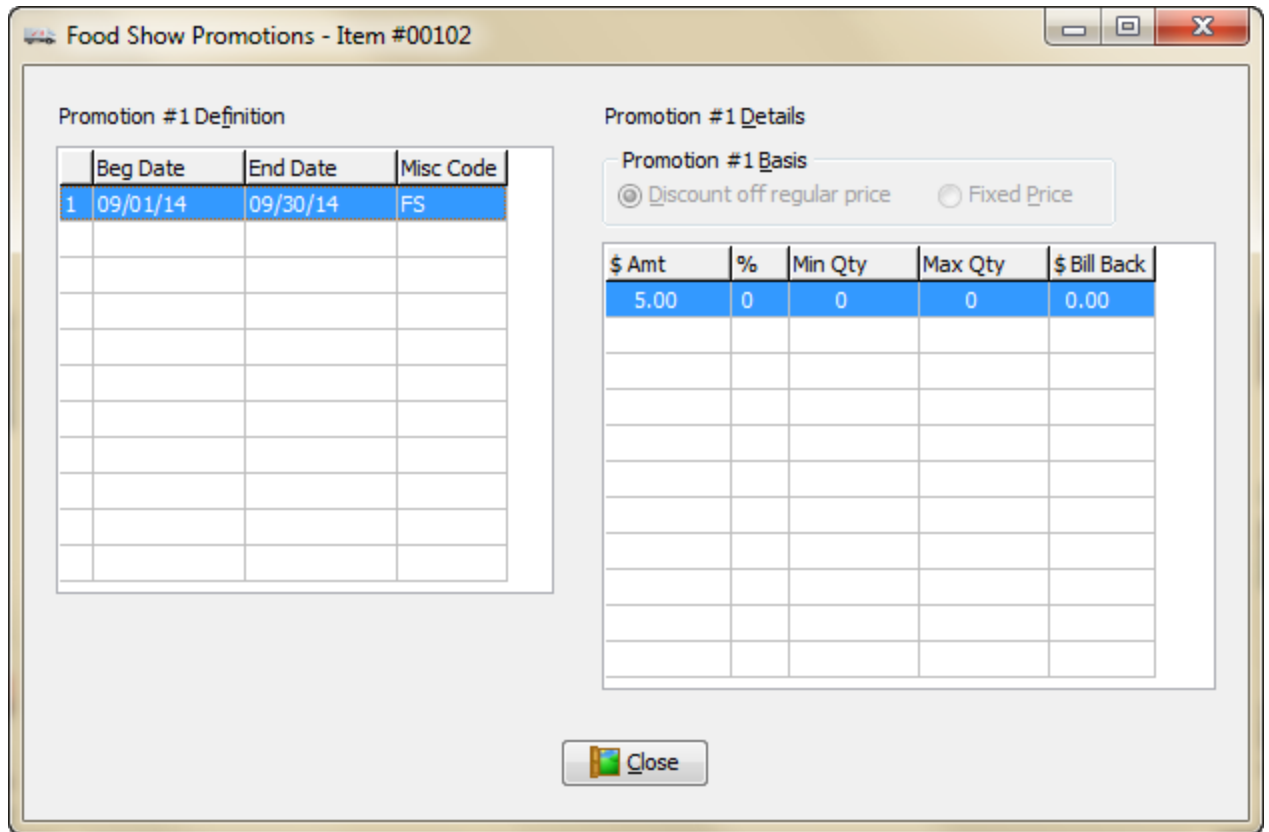 Food Show Promotions - Item #00102
Promotion #1 Definition
Beg Date End Date Misc Code
1 09/01/14 09/30/14 FS
Promotion #1 Details
Promotion #1 Basis
Discount off regular price Fixed Price
$ Amt % Min Qty Max Qty $ Bill Back
5.00 0 0 0 0.00
Close